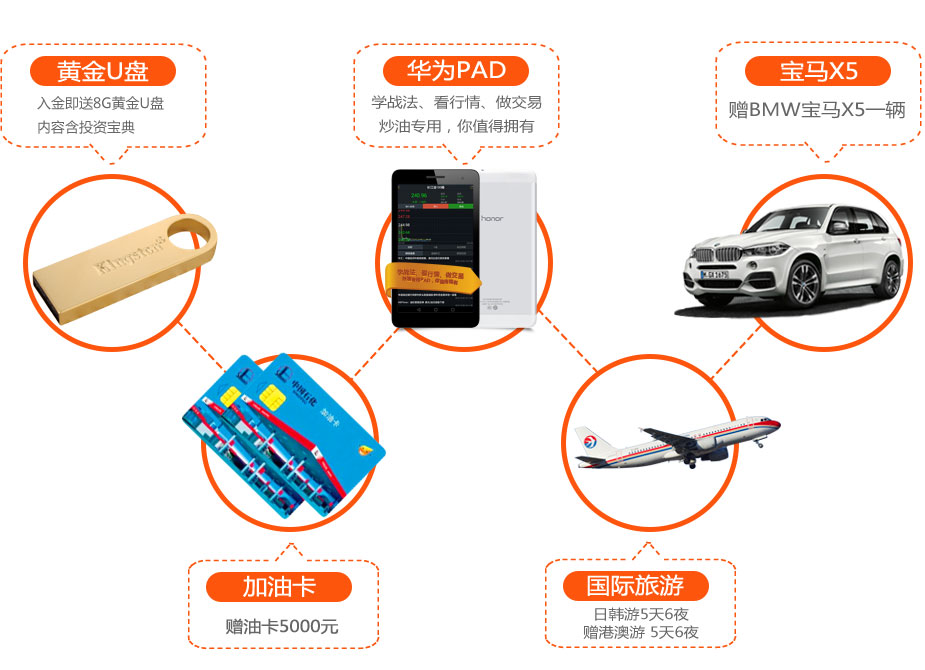 黄金U盘
入金即送8G黄金U盘
内容含投资宝典
华为PAD
学战法、看行情、做交易
炒油专用，你值得拥有
宝马X5
赠BMW宝马X5一辆
Kingston
honor
240.96
学战法、看行情、做交易
中国石化
加油卡
加油卡
赠油卡5000元
国际旅游
日韩游5天6夜
赠港澳游 5天6夜